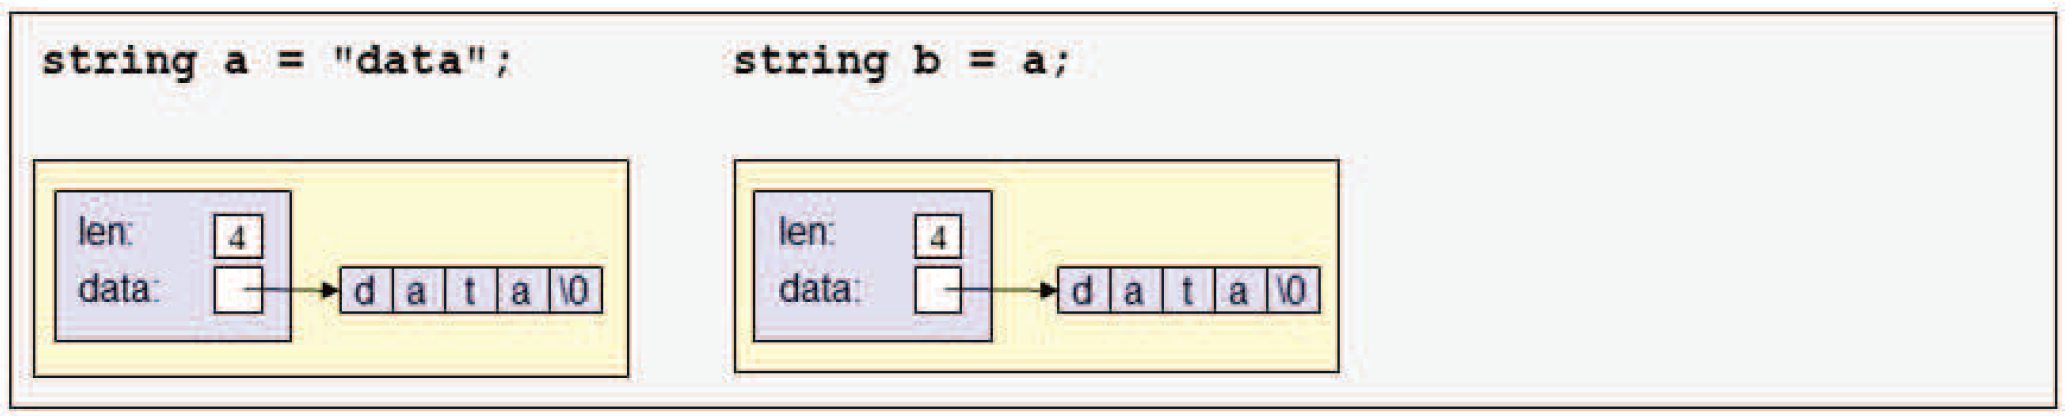 string a = "data";
string b = a;
len: 4
data: d a t a \0
len: 4
data: d a t a \0